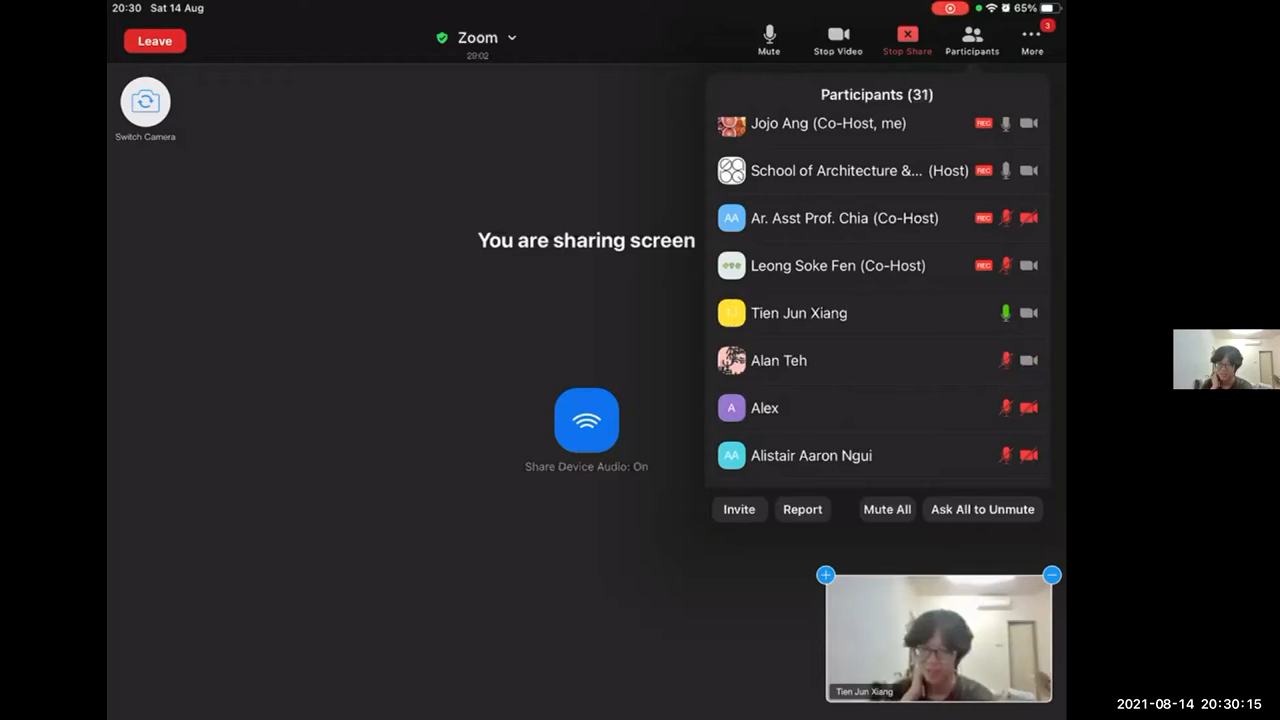 20:30 Sat 14 Aug
65%
Leave
Zoom
29:02
Mute
Stop Video
Stop Share
Participants
3
More
Switch Camera
Participants (31)
Jojo Ang (Co-Host, me)
REC
School of Architecture &... (Host)
REC
AA
Ar. Asst Prof. Chia (Co-Host)
REC
Leong Soke Fen (Co-Host)
REC
You are sharing screen
TJ
Tien Jun Xiang
Alan Teh
A
Alex
AA
Alistair Aaron Ngui
Share Device Audio: On
Invite
Report
Mute All
Ask All to Unmute
Tien Jun Xiang
2021-08-14 20:30:15